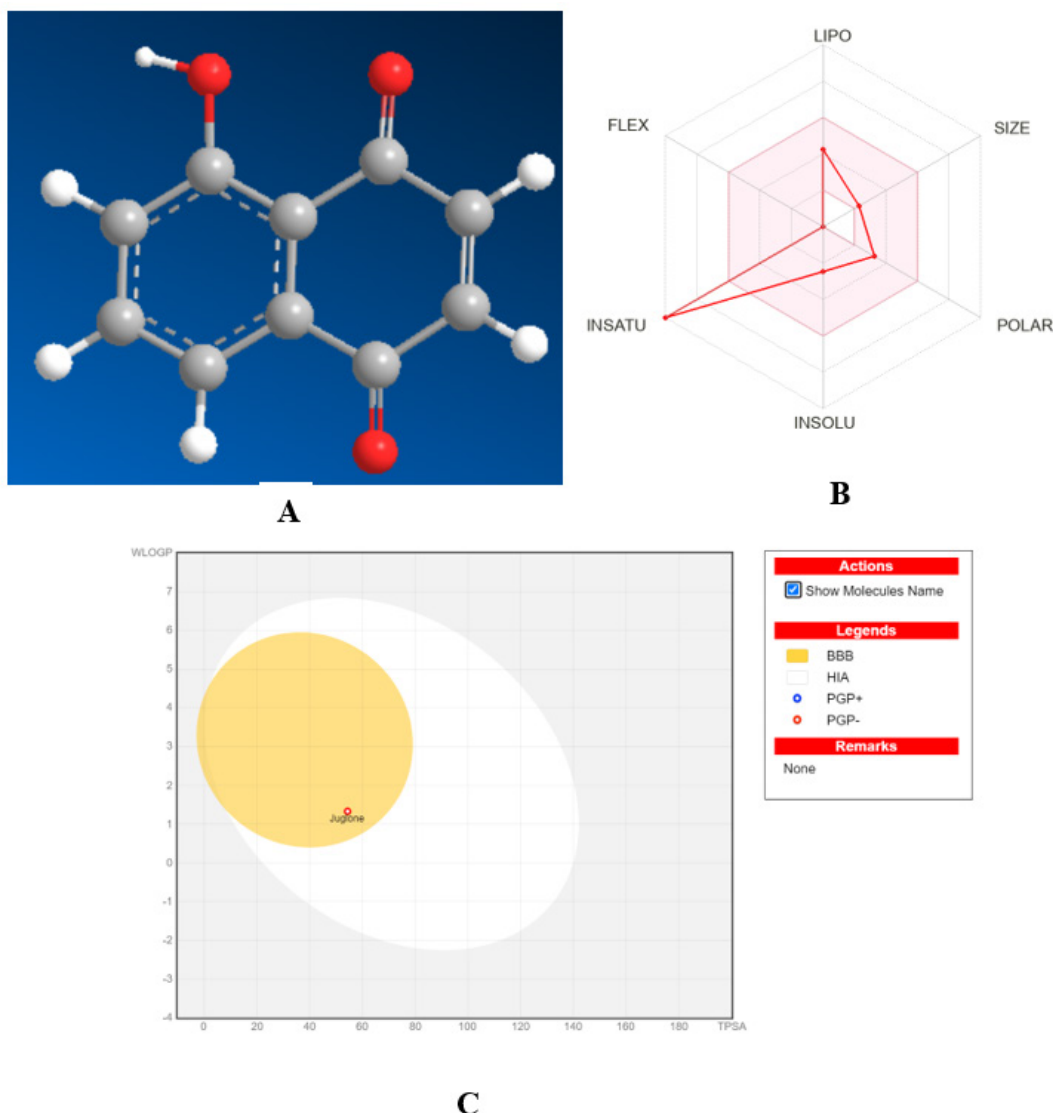 LIPO
FLEX
SIZE
INSATU
POLAR
INSOLU
A
B
WLOGP
7
6
5
4
3
2
1
0
-1
-2
-3
-4
0 20 40 60 80 100 120 140 160 180 TPSA
Juglone
Actions
Show Molecules Name
Legends
BBB
HIA
PGP+
PGP-
Remarks
None
C